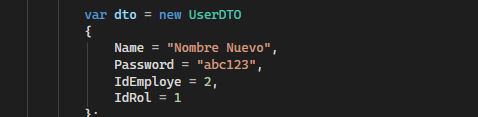 var dto = new UserDTO
{
Name = "Nombre Nuevo",
Password = "abc123",
IdEmploye = 2,
IdRol = 1
};